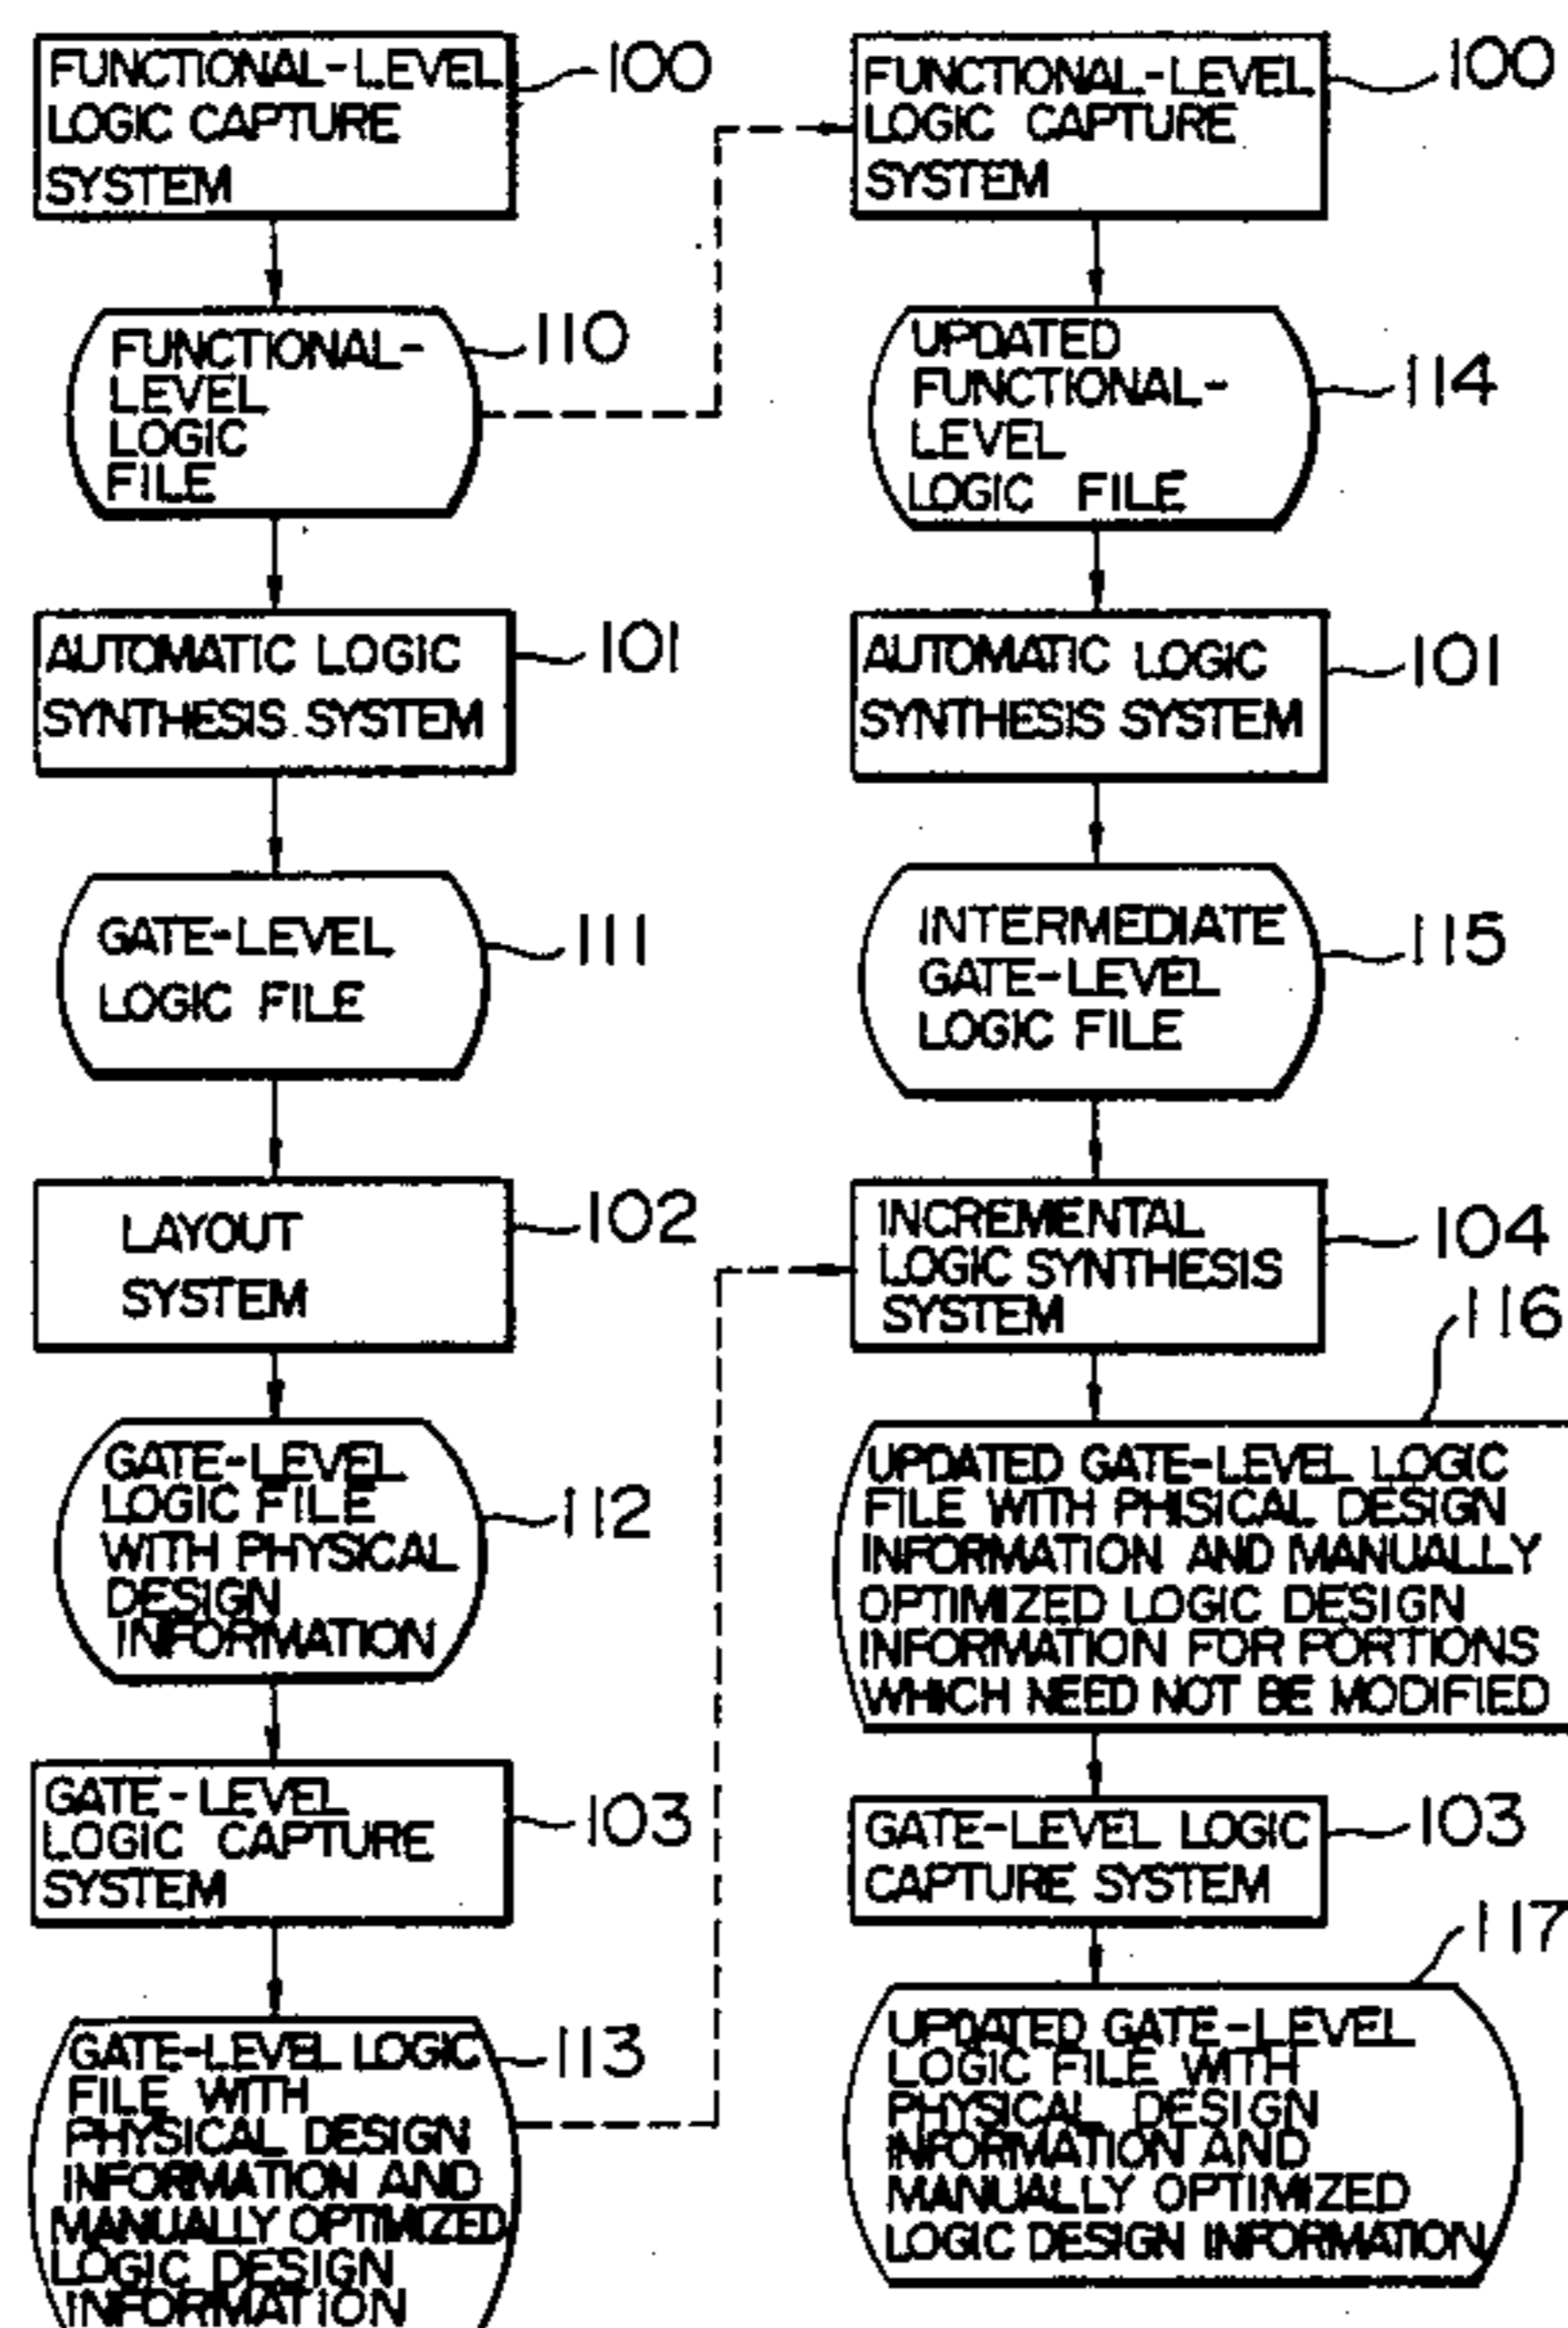 FUNCTIONAL-LEVEL
LOGIC CAPTURE
SYSTEM
100
FUNCTIONAL-
LEVEL
LOGIC
FILE
110
AUTOMATIC LOGIC
SYNTHESIS SYSTEM
101
GATE-LEVEL
LOGIC FILE
111
LAYOUT
SYSTEM
102
GATE-LEVEL
LOGIC FILE
WITH PHYSICAL
DESIGN
INFORMATION
112
GATE-LEVEL
LOGIC CAPTURE
SYSTEM
103
GATE-LEVEL LOGIC
FILE WITH
PHYSICAL DESIGN
INFORMATION AND
MANUALLY OPTIMIZED
LOGIC DESIGN
INFORMATION
113
FUNCTIONAL-LEVEL
LOGIC CAPTURE
SYSTEM
100
UPDATED
FUNCTIONAL-
LEVEL
LOGIC FILE
114
AUTOMATIC LOGIC
SYNTHESIS SYSTEM
101
INTERMEDIATE
GATE-LEVEL
LOGIC FILE
115
INCREMENTAL
LOGIC SYNTHESIS
SYSTEM
104
116
UPDATED GATE-LEVEL LOGIC
FILE WITH PHISICAL DESIGN
INFORMATION AND MANUALLY
OPTIMIZED LOGIC DESIGN
INFORMATION FOR PORTIONS
WHICH NEED NOT BE MODIFIED
GATE-LEVEL LOGIC
CAPTURE SYSTEM
103
117
UPDATED GATE-LEVEL
LOGIC FILE WITH
PHYSICAL DESIGN
INFORMATION AND
MANUALLY OPTIMIZED
LOGIC DESIGN INFORMATION